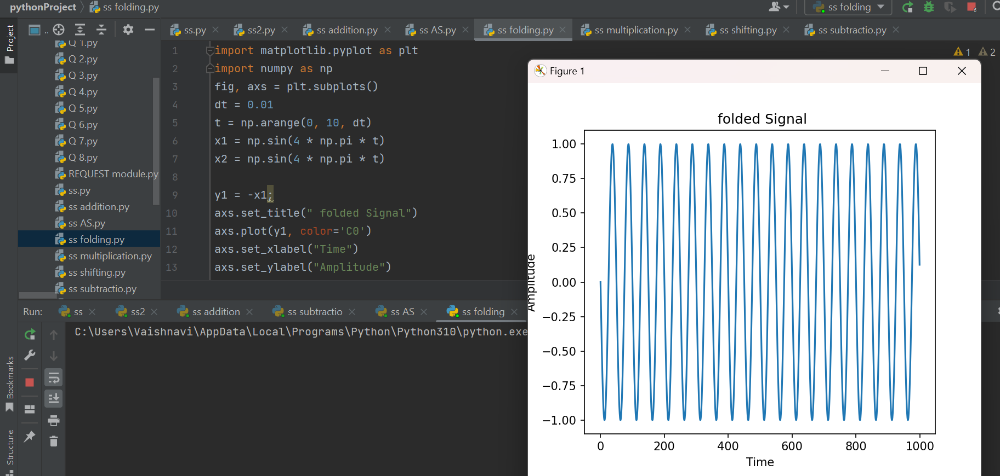 pythonProject ss folding.py
ss folding
6
Project
..
ss.py ss2.py ss addition.py ss AS.py ss folding.py ss multiplication.py ss shifting.py ss subtractio.py
Q 1.py
Q 2.py
Q 3.py
Q 4.py
Q 5.py
Q 6.py
Q 7.py
Q 8.py
REQUEST module.py
ss.py
ss addition.py
ss AS.py
ss folding.py
ss multiplication.py
ss shifting.py
ss subtractio.py
1 import matplotlib.pyplot as plt
2 import numpy as np
3 fig, axs = plt.subplots()
4 dt = 0.01
5 t = np.arange(0, 10, dt)
6 x1 = np.sin(4 * np.pi * t)
7 x2 = np.sin(4 * np.pi * t)
8
9 y1 = -x1;
10 axs.set_title(" folded Signal")
11 axs.plot(y1, color='C0')
12 axs.set_xlabel("Time")
13 axs.set_ylabel("Amplitude")
1 2
Figure 1
folded Signal
1.00
0.75
0.50
0.25
0.00
−0.25
−0.50
−0.75
−1.00
Amplitude
0 200 400 600 800 1000
Time
Run: ss ss2 ss addition ss subtractio ss AS ss folding
C:\Users\Vaishnavi\AppData\Local\Programs\Python\Python310\python.exe
Bookmarks
Structure